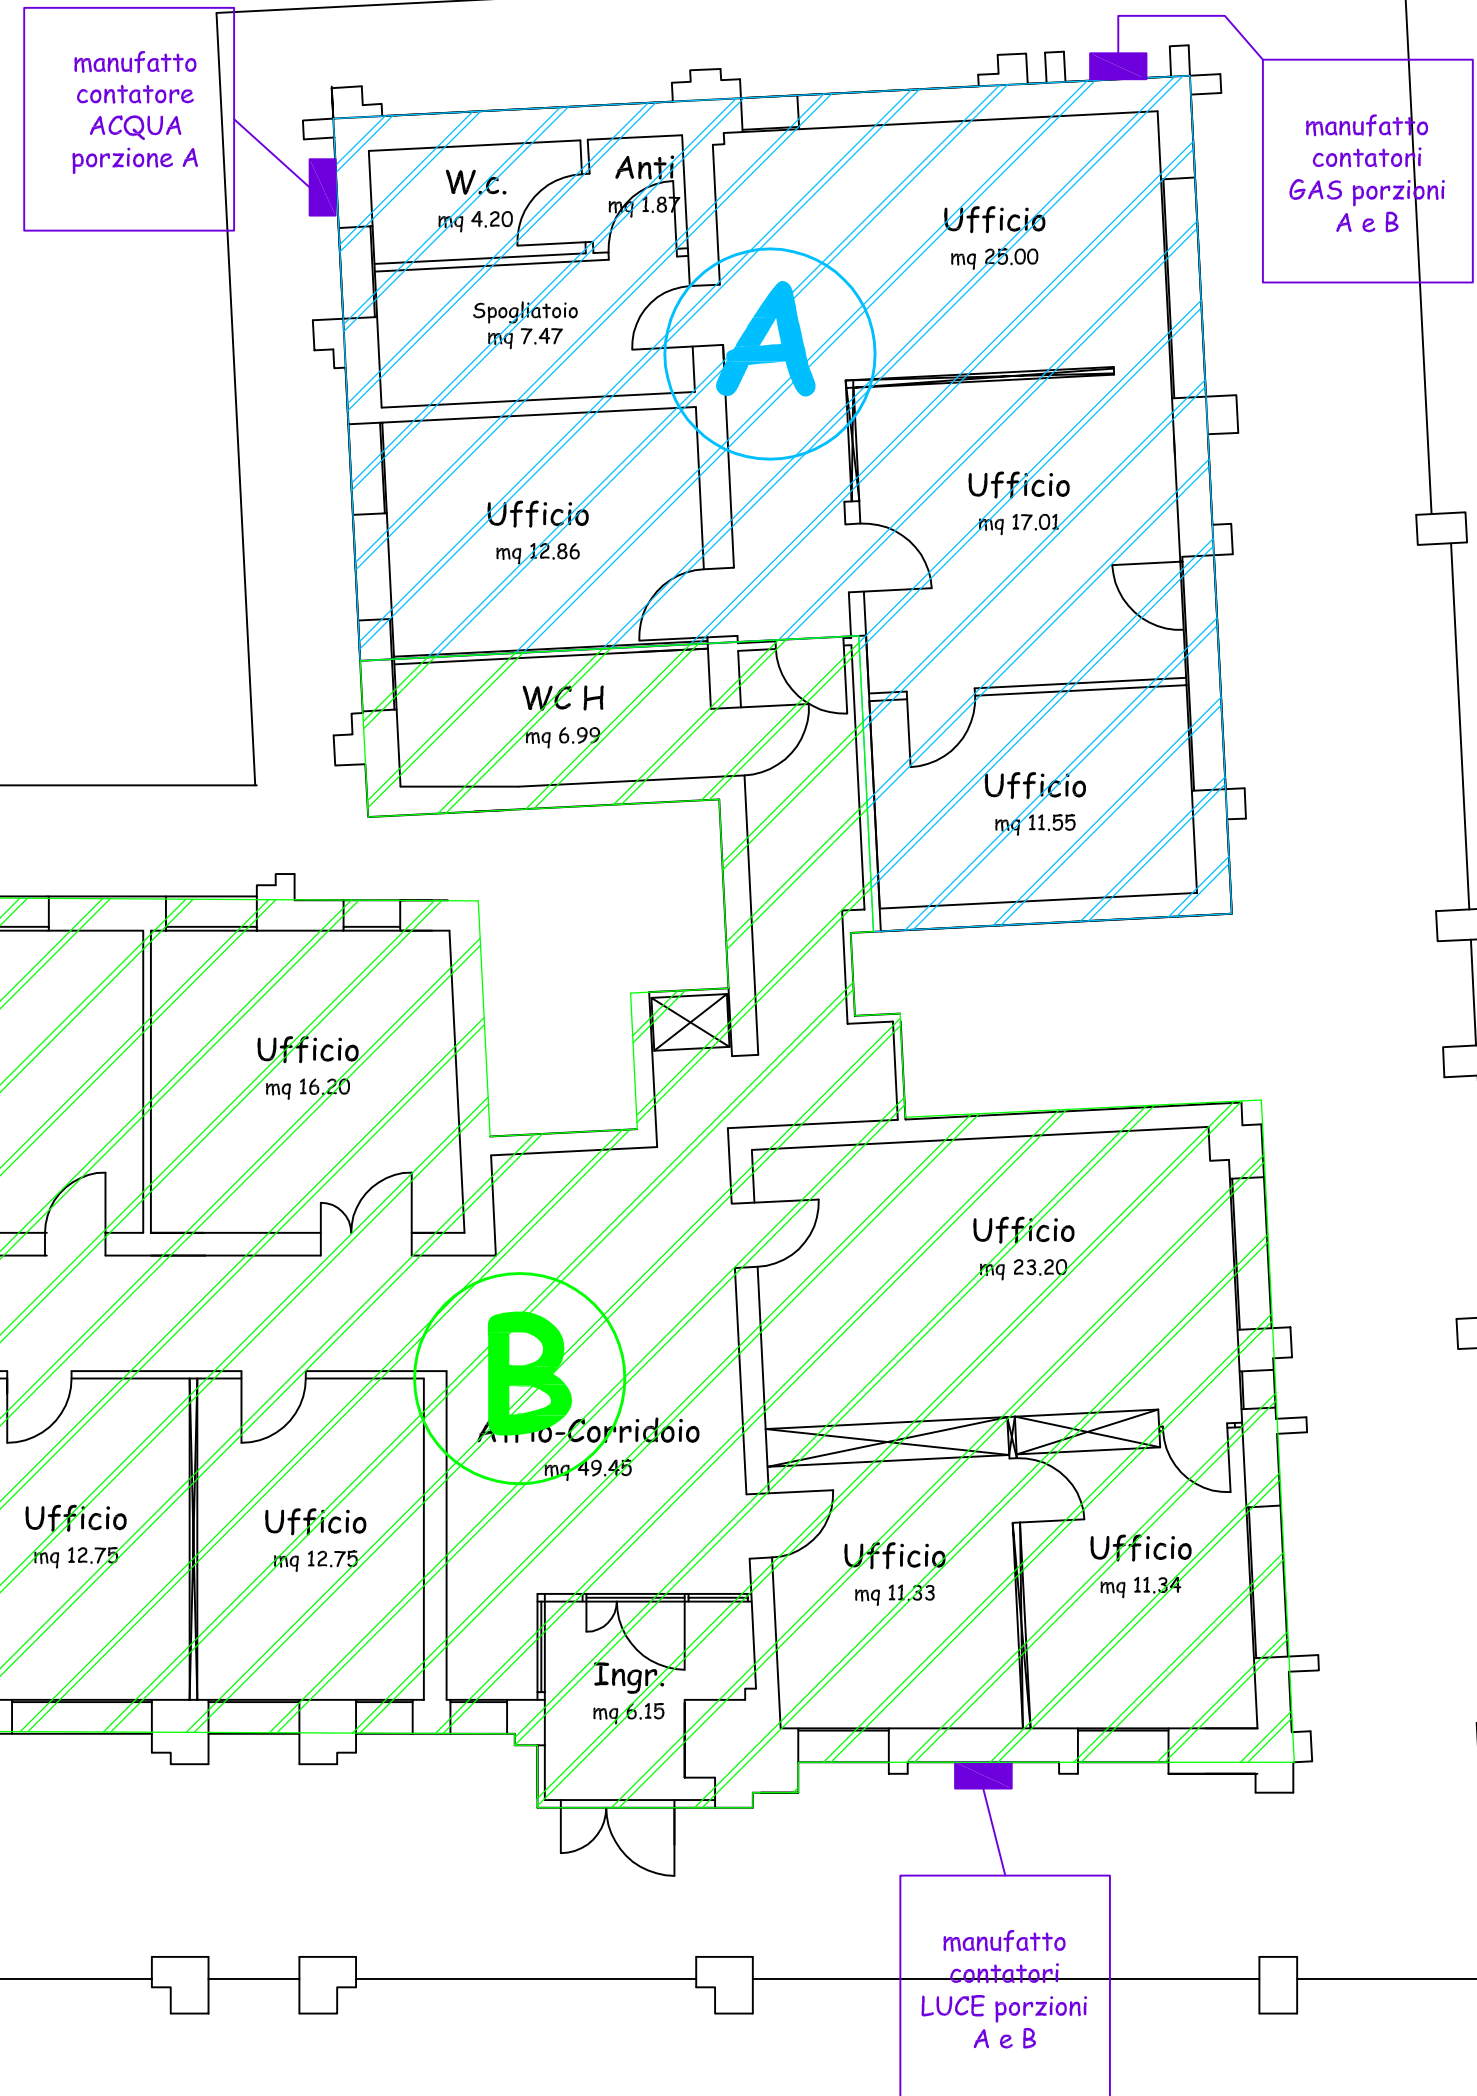 manufatto
contatore
ACQUA
porzione A
manufatto
contatori
GAS porzioni
A e B
W.c.
mq 4.20
Anti
mq 1.87
Ufficio
mq 25.00
Spogliatoio
mq 7.47
A
Ufficio
mq 12.86
Ufficio
mq 17.01
WC H
mq 6.99
Ufficio
mq 11.55
Ufficio
mq 16.20
Ufficio
mq 23.20
B
Atrio-Corridoio
mq 49.45
Ufficio
mq 12.75
Ufficio
mq 12.75
Ufficio
mq 11.33
Ufficio
mq 11.34
Ingr.
mq 6.15
manufatto
contatori
LUCE porzioni
A e B